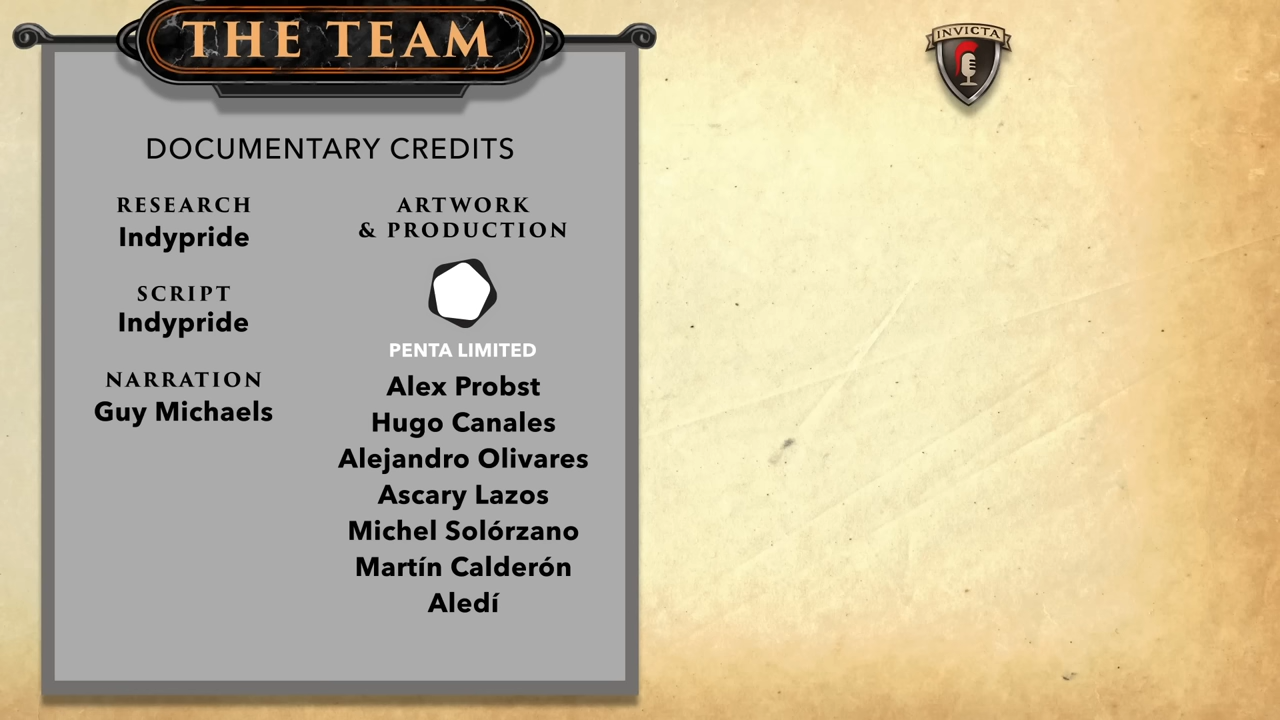 THE TEAM
INVICTA
DOCUMENTARY CREDITS
RESEARCH
Indypride
SCRIPT
Indypride
NARRATION
Guy Michaels
ARTWORK
& PRODUCTION
PENTA LIMITED
Alex Probst
Hugo Canales
Alejandro Olivares
Ascary Lazos
Michel Solórzano
Martín Calderón
Aledí